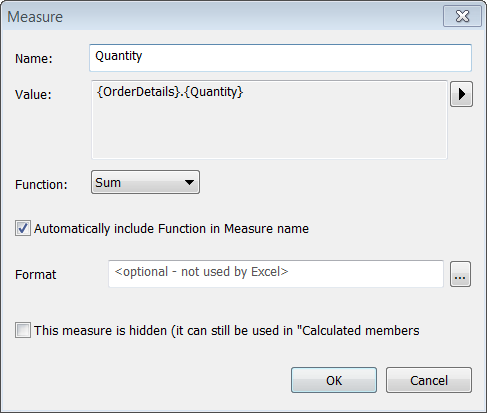 Measure
Name: Quantity
Value: {OrderDetails}.{Quantity}
Function: Sum
Automatically include Function in Measure name
Format <optional - not used by Excel> ...
This measure is hidden (it can still be used in "Calculated members
OK Cancel